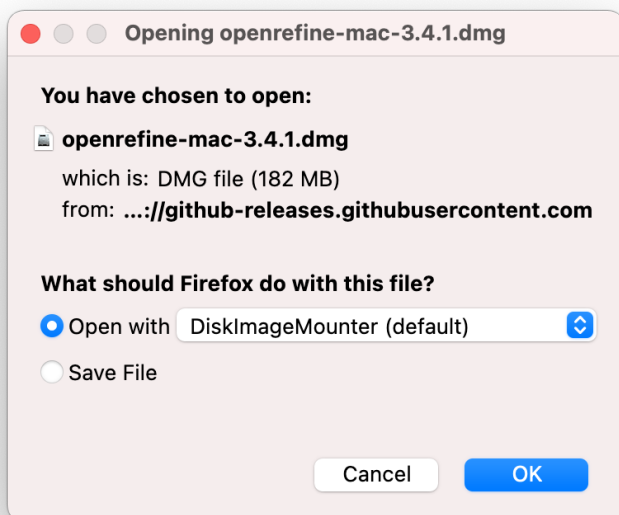 Opening openrefine-mac-3.4.1.dmg
You have chosen to open:
openrefine-mac-3.4.1.dmg
which is: DMG file (182 MB)
from: ...://github-releases.githubusercontent.com
What should Firefox do with this file?
Open with DiskImageMounter (default)
Save File
Cancel OK